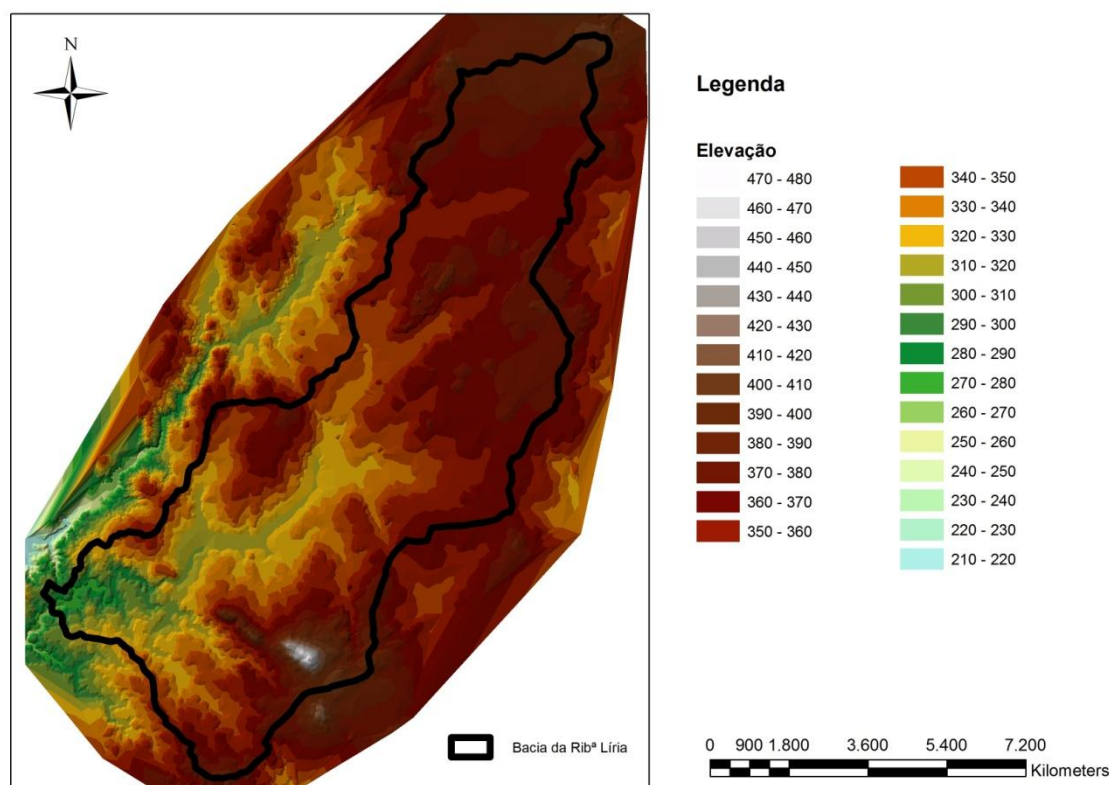 N
Bacia da Ribª Líria
Legenda
Elevação
470 - 480
460 - 470
450 - 460
440 - 450
430 - 440
420 - 430
410 - 420
400 - 410
390 - 400
380 - 390
370 - 380
360 - 370
350 - 360
340 - 350
330 - 340
320 - 330
310 - 320
300 - 310
290 - 300
280 - 290
270 - 280
260 - 270
250 - 260
240 - 250
230 - 240
220 - 230
210 - 220
0 900 1.800 3.600 5.400 7.200
Kilometers